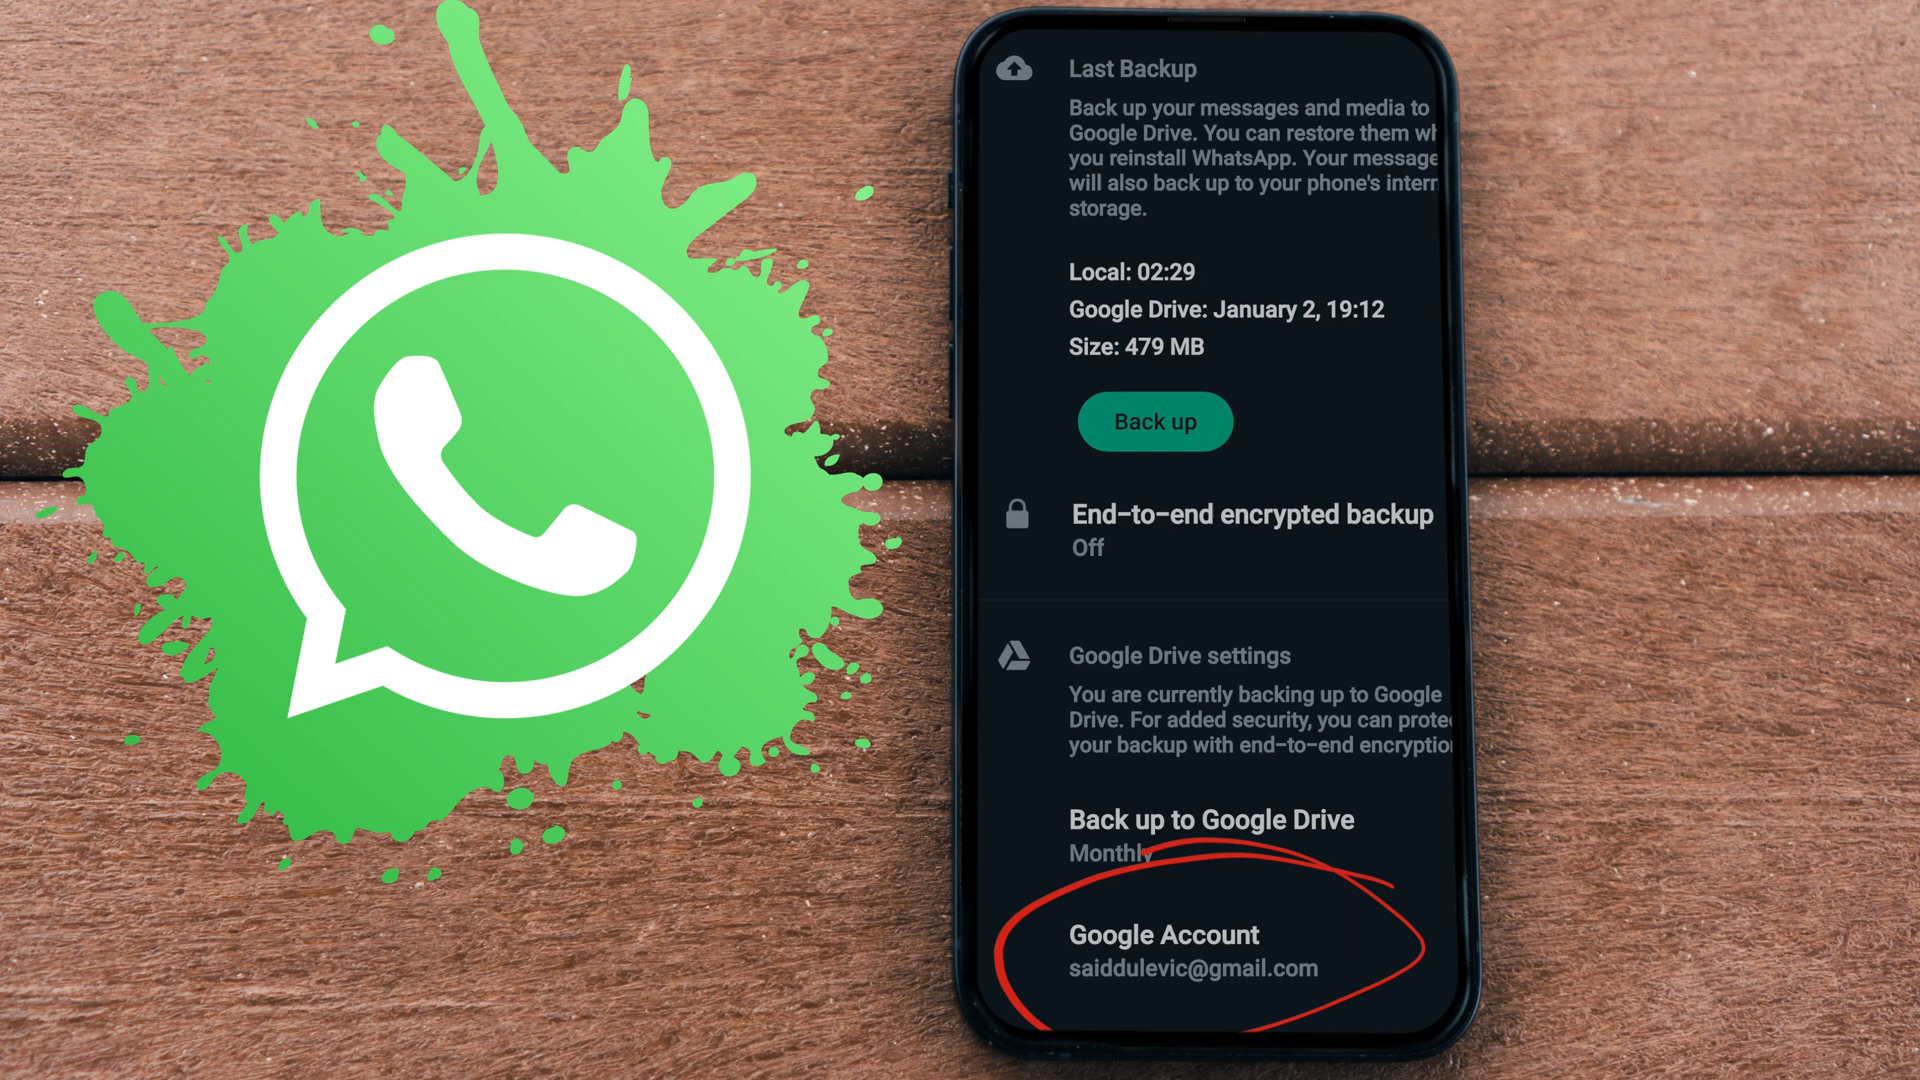 Last Backup
Back up your messages and media to
Google Drive. You can restore them wh
you reinstall WhatsApp. Your message
will also back up to your phone's intern
storage.
Local: 02:29
Google Drive: January 2, 19:12
Size: 479 MB
Back up
End-to-end encrypted backup
Off
Google Drive settings
You are currently backing up to Google
Drive. For added security, you can protec
your backup with end-to-end encryption
Back up to Google Drive
Monthly
Google Account
saiddulevic@gmail.com